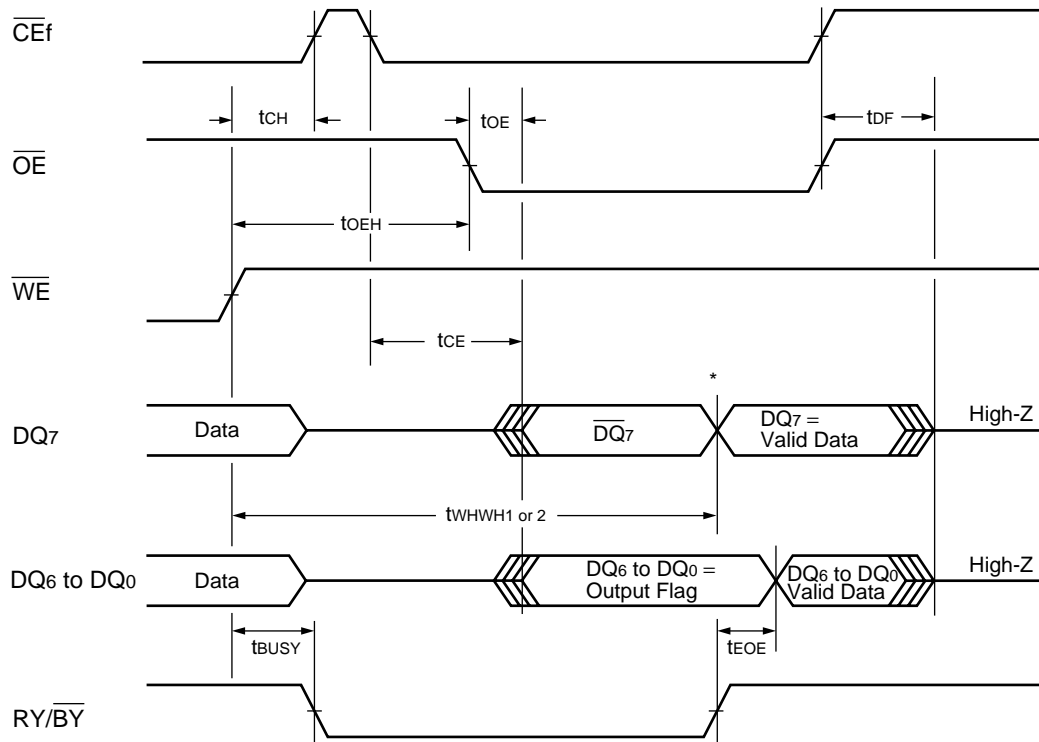 CEf
tCH
tOE
tDF
OE
tOEH
WE
tCE
*
DQ7
Data
DQ7
DQ7 =
Valid Data
High-Z
tWHWH1 or 2
DQ6 to DQ0
Data
DQ6 to DQ0 =
Output Flag
DQ6 to DQ0
Valid Data
High-Z
tBUSY
tEOE
RY/BY